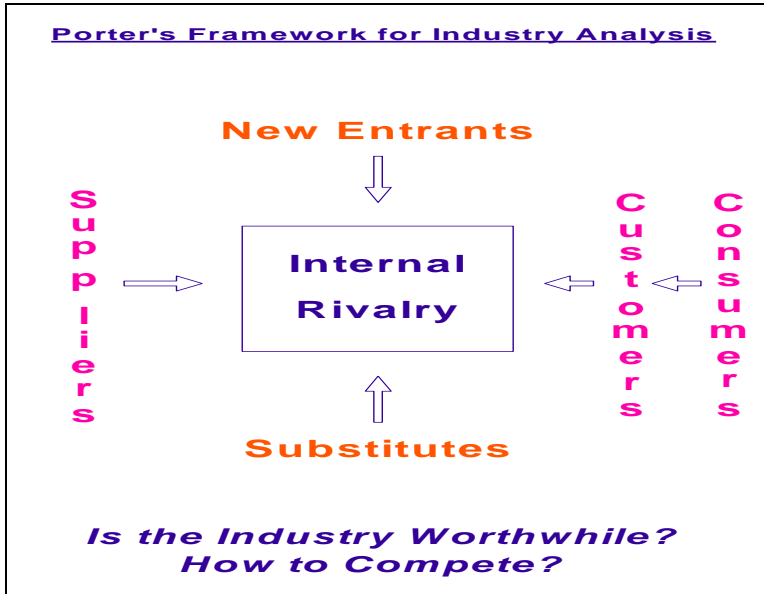 Porter's Framework for Industry Analysis
New Entrants
Suppliers
Internal
Rivalry
Customers
Consumers
Substitutes
Is the Industry Worthwhile?
How to Compete?